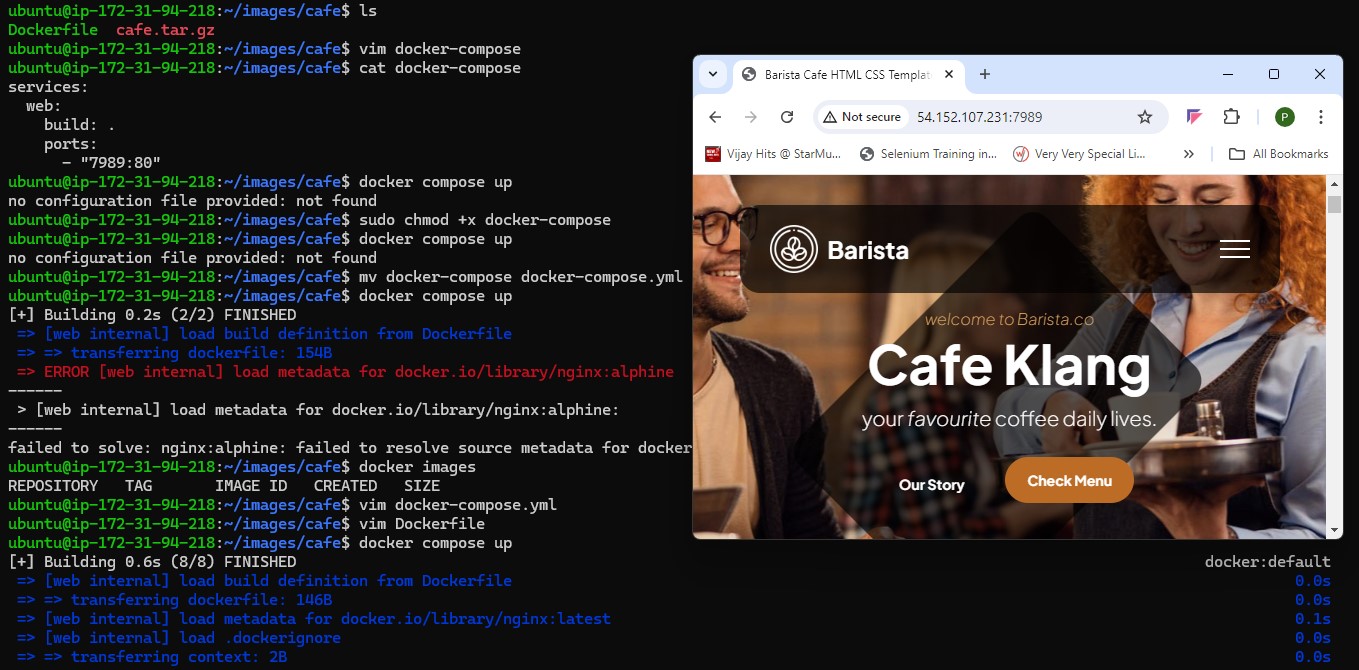 ubuntu@ip-172-31-94-218:~/images/cafe$ ls
Dockerfile  cafe.tar.gz
ubuntu@ip-172-31-94-218:~/images/cafe$ vim docker-compose
ubuntu@ip-172-31-94-218:~/images/cafe$ cat docker-compose
services:
  web:
    build: .
    ports:
      - "7989:80"
ubuntu@ip-172-31-94-218:~/images/cafe$ docker compose up
no configuration file provided: not found
ubuntu@ip-172-31-94-218:~/images/cafe$ sudo chmod +x docker-compose
ubuntu@ip-172-31-94-218:~/images/cafe$ docker compose up
no configuration file provided: not found
ubuntu@ip-172-31-94-218:~/images/cafe$ mv docker-compose docker-compose.yml
ubuntu@ip-172-31-94-218:~/images/cafe$ docker compose up
[+] Building 0.2s (2/2) FINISHED
 => [web internal] load build definition from Dockerfile
 => => transferring dockerfile: 154B
 => ERROR [web internal] load metadata for docker.io/library/nginx:alphine
------
 > [web internal] load metadata for docker.io/library/nginx:alphine:
------
failed to solve: nginx:alphine: failed to resolve source metadata for docker
ubuntu@ip-172-31-94-218:~/images/cafe$ docker images
REPOSITORY   TAG       IMAGE ID   CREATED   SIZE
ubuntu@ip-172-31-94-218:~/images/cafe$ vim docker-compose.yml
ubuntu@ip-172-31-94-218:~/images/cafe$ vim Dockerfile
ubuntu@ip-172-31-94-218:~/images/cafe$ docker compose up
[+] Building 0.6s (8/8) FINISHED docker:default
 => [web internal] load build definition from Dockerfile 0.0s
 => => transferring dockerfile: 146B 0.0s
 => [web internal] load metadata for docker.io/library/nginx:latest 0.1s
 => [web internal] load .dockerignore 0.0s
 => => transferring context: 2B 0.0s
Barista Cafe HTML CSS Templat
Not secure 54.152.107.231:7989 P
Vijay Hits @ StarMu... Selenium Training in... Very Very Special Li... » All Bookmarks
Barista
welcome to Barista.co
Cafe Klang
your favourite coffee daily lives.
Our Story Check Menu